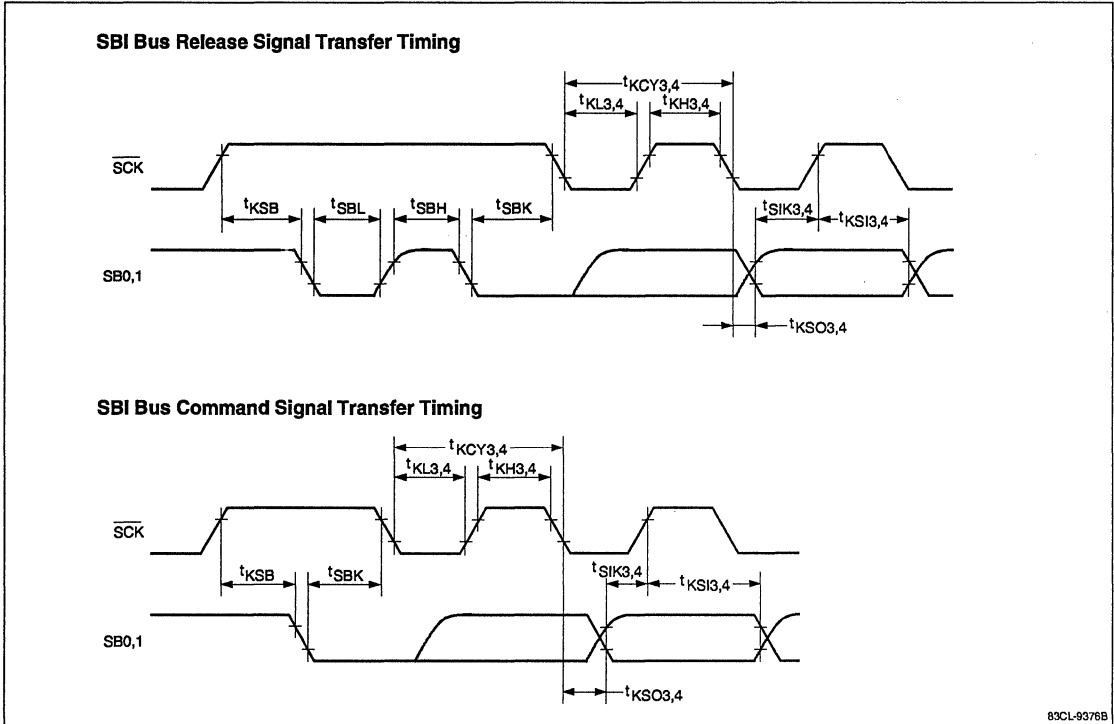 SBI Bus Release Signal Transfer Timing
tKCY3,4
tKL3,4 tKH3,4
SCK
tKSB tSBL tSBH tSBK tSIK3,4 tKSI3,4
SB0,1
tKSO3,4
SBI Bus Command Signal Transfer Timing
tKCY3,4
tKL3,4 tKH3,4
SCK
tKSB tSBK tSIK3,4 tKSI3,4
SB0,1
tKSO3,4
83CL-9376B